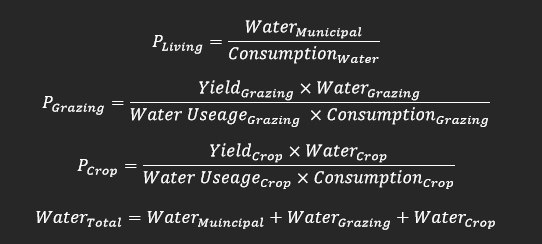 P_Living = Water_Municipal / Consumption_Water
P_Grazing = Yield_Grazing × Water_Grazing / Water Useage_Grazing × Consumption_Grazing
P_Crop = Yield_Crop × Water_Crop / Water Useage_Crop × Consumption_Crop
Water_Total = Water_Muincipal + Water_Grazing + Water_Crop